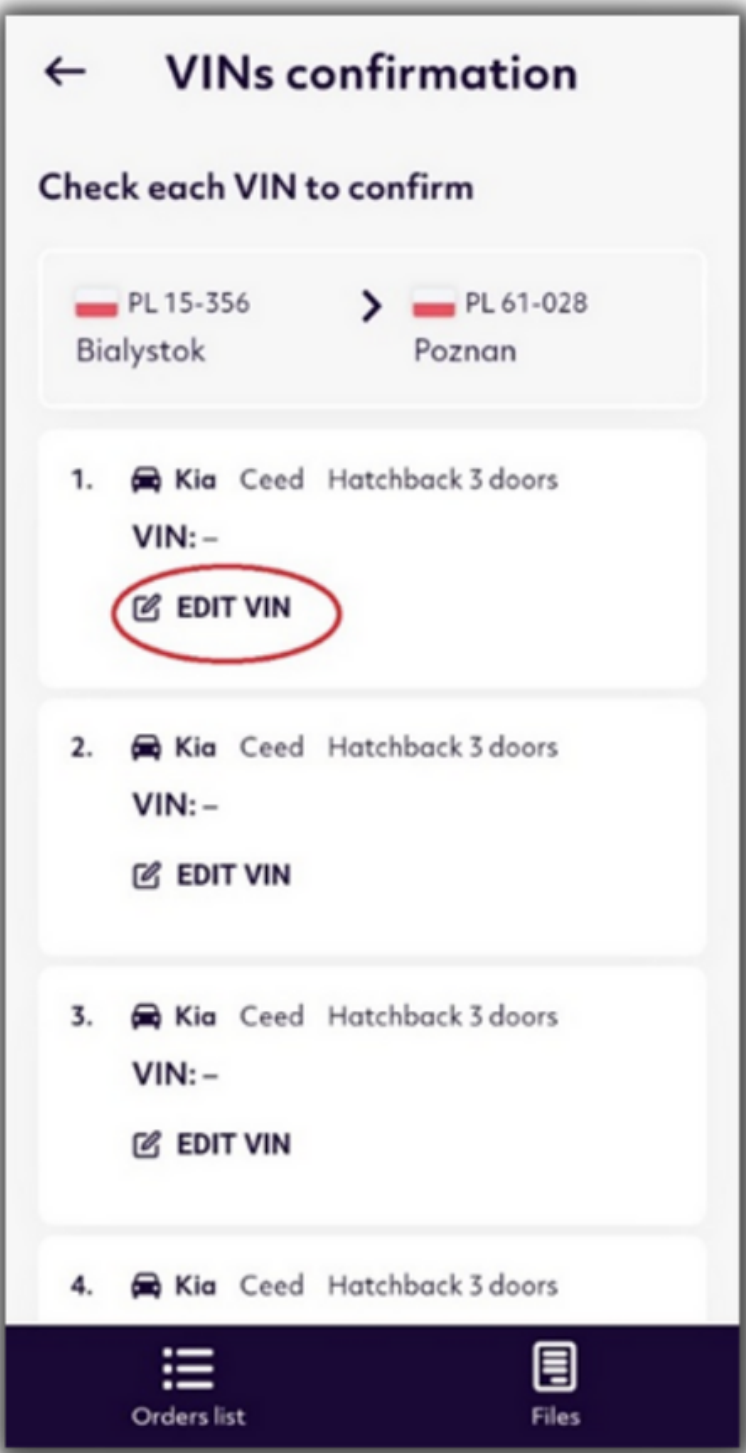 VINs confirmation
Check each VIN to confirm
PL 15-356 PL 61-028
Bialystok Poznan
1. Kia Ceed Hatchback 3 doors
VIN: –
EDIT VIN
2. Kia Ceed Hatchback 3 doors
VIN: –
EDIT VIN
3. Kia Ceed Hatchback 3 doors
VIN: –
EDIT VIN
4. Kia Ceed Hatchback 3 doors
Orders list Files